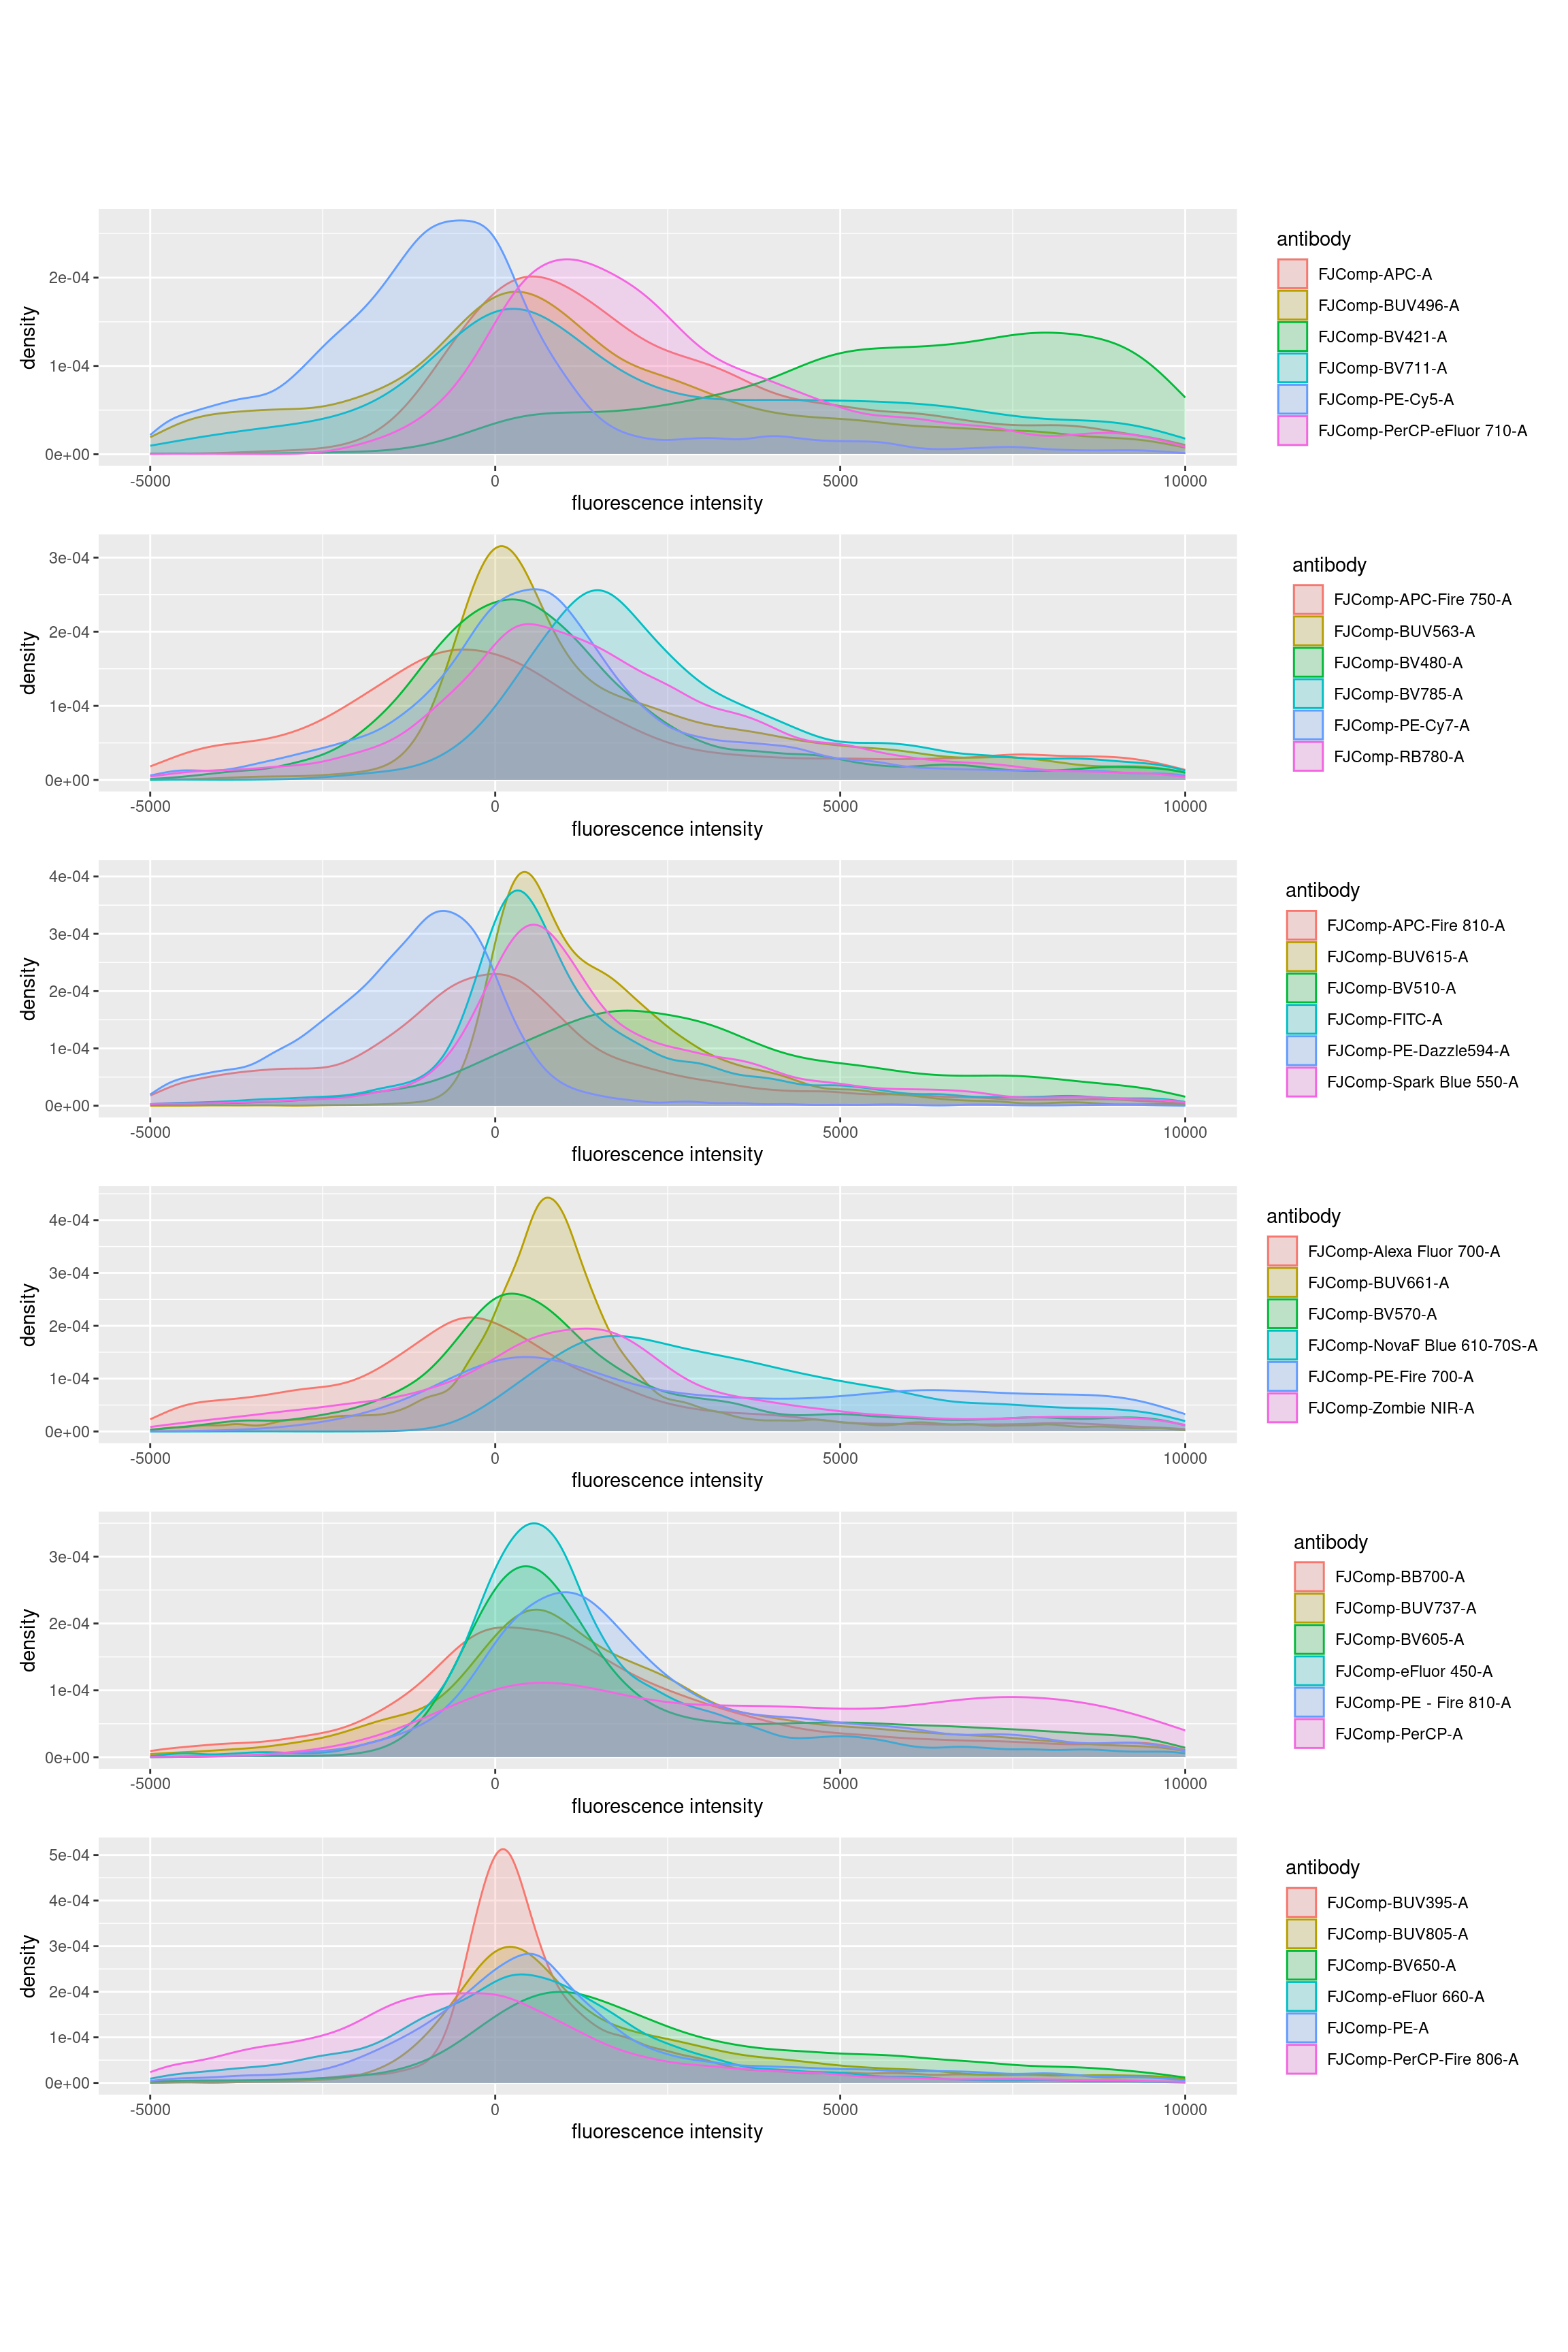 antibody
FJComp-APC-A
FJComp-BUV496-A
FJComp-BV421-A
FJComp-BV711-A
FJComp-PE-Cy5-A
FJComp-PerCP-eFluor 710-A
density
2e-04
1e-04
0e+00
-5000 0 5000 10000
fluorescence intensity
antibody
FJComp-APC-Fire 750-A
FJComp-BUV563-A
FJComp-BV480-A
FJComp-BV785-A
FJComp-PE-Cy7-A
FJComp-RB780-A
density
3e-04
2e-04
1e-04
0e+00
-5000 0 5000 10000
fluorescence intensity
antibody
FJComp-APC-Fire 810-A
FJComp-BUV615-A
FJComp-BV510-A
FJComp-FITC-A
FJComp-PE-Dazzle594-A
FJComp-Spark Blue 550-A
density
4e-04
3e-04
2e-04
1e-04
0e+00
-5000 0 5000 10000
fluorescence intensity
antibody
FJComp-Alexa Fluor 700-A
FJComp-BUV661-A
FJComp-BV570-A
FJComp-NovaF Blue 610-70S-A
FJComp-PE-Fire 700-A
FJComp-Zombie NIR-A
density
4e-04
3e-04
2e-04
1e-04
0e+00
-5000 0 5000 10000
fluorescence intensity
antibody
FJComp-BB700-A
FJComp-BUV737-A
FJComp-BV605-A
FJComp-eFluor 450-A
FJComp-PE - Fire 810-A
FJComp-PerCP-A
density
3e-04
2e-04
1e-04
0e+00
-5000 0 5000 10000
fluorescence intensity
antibody
FJComp-BUV395-A
FJComp-BUV805-A
FJComp-BV650-A
FJComp-eFluor 660-A
FJComp-PE-A
FJComp-PerCP-Fire 806-A
density
5e-04
4e-04
3e-04
2e-04
1e-04
0e+00
-5000 0 5000 10000
fluorescence intensity